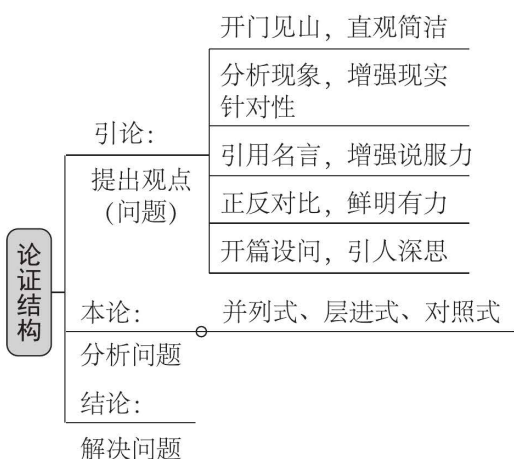 论证结构
引论：
提出观点
（问题）
开门见山，直观简洁
分析现象，增强现实
针对性
引用名言，增强说服力
正反对比，鲜明有力
开篇设问，引人深思
本论：
分析问题
并列式、层进式、对照式
结论：
解决问题